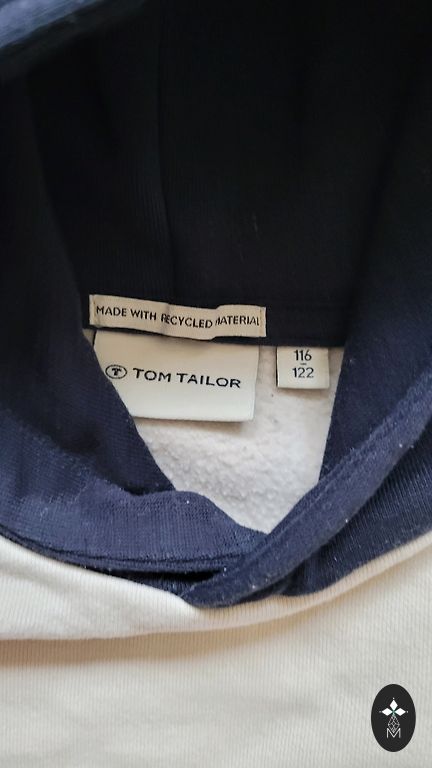 MADE WITH RECYCLED MATERIAL
TOM TAILOR
116
122